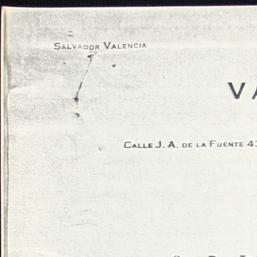 SALVADOR VALENCIA
VA
CALLE J. A. DE LA FUENTE 4